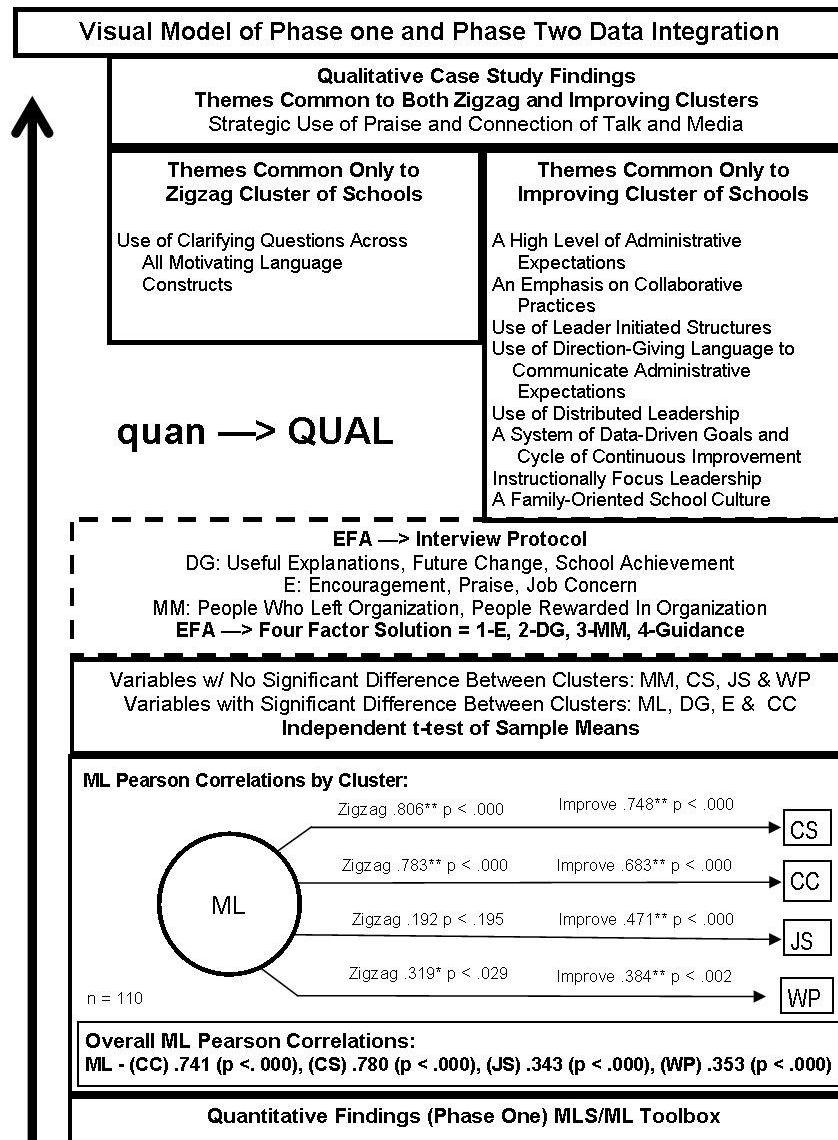 Visual Model of Phase one and Phase Two Data Integration
Qualitative Case Study Findings
Themes Common to Both Zigzag and Improving Clusters
Strategic Use of Praise and Connection of Talk and Media
Themes Common Only to
Zigzag Cluster of Schools
Use of Clarifying Questions Across
All Motivating Language
Constructs
Themes Common Only to
Improving Cluster of Schools
A High Level of Administrative
Expectations
An Emphasis on Collaborative
Practices
Use of Leader Initiated Structures
Use of Direction-Giving Language to
Communicate Administrative
Expectations
Use of Distributed Leadership
A System of Data-Driven Goals and
Cycle of Continuous Improvement
Instructionally Focus Leadership
A Family-Oriented School Culture
quan —> QUAL
EFA —> Interview Protocol
DG: Useful Explanations, Future Change, School Achievement
E: Encouragement, Praise, Job Concern
MM: People Who Left Organization, People Rewarded In Organization
EFA —> Four Factor Solution = 1-E, 2-DG, 3-MM, 4-Guidance
Variables w/ No Significant Difference Between Clusters: MM, CS, JS & WP
Variables with Significant Difference Between Clusters: ML, DG, E & CC
Independent t-test of Sample Means
ML Pearson Correlations by Cluster:
Zigzag .806** p < .000 Improve .748** p < .000
CS
Zigzag .783** p < .000 Improve .683** p < .000
CC
ML
Zigzag .192 p < .195 Improve .471** p < .000
JS
Zigzag .319* p < .029 Improve .384** p < .002
WP
n = 110
Overall ML Pearson Correlations:
ML - (CC) .741 (p <. 000), (CS) .780 (p < .000), (JS) .343 (p < .000), (WP) .353 (p < .000)
Quantitative Findings (Phase One) MLS/ML Toolbox